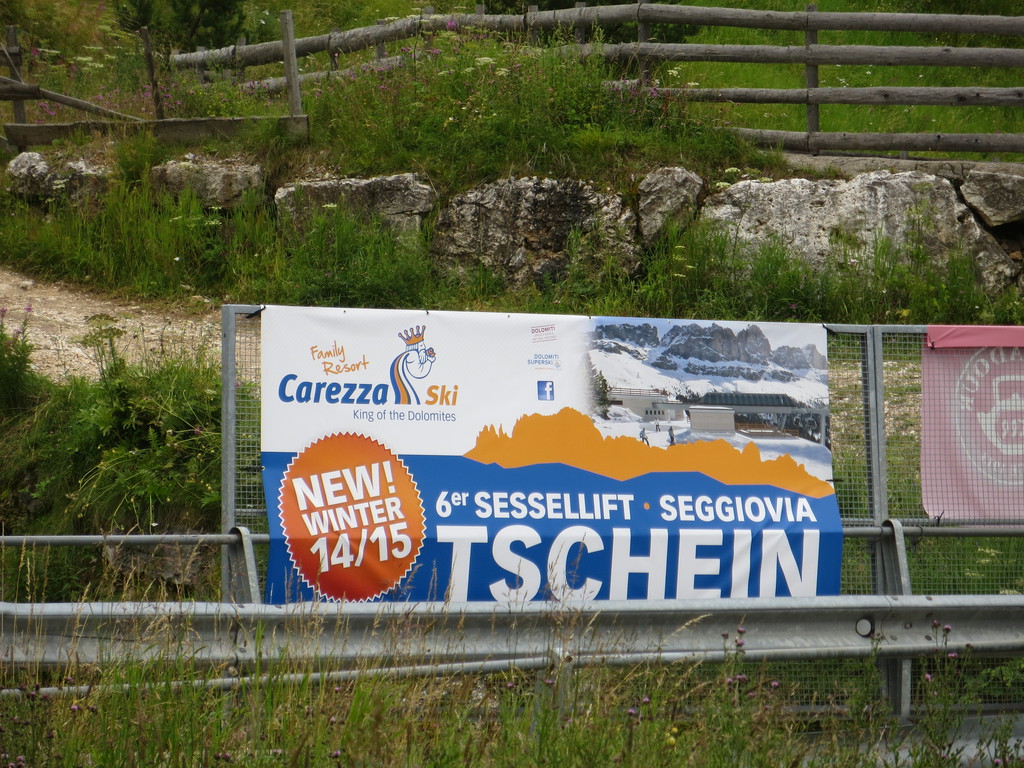 Family
Resort
Carezza Ski
King of the Dolomites
DOLOMITI
DOLOMITI
SUPERSKI
f
NEW!
WINTER
14/15
6er SESSELLIFT · SEGGIOVIA
TSCHEIN